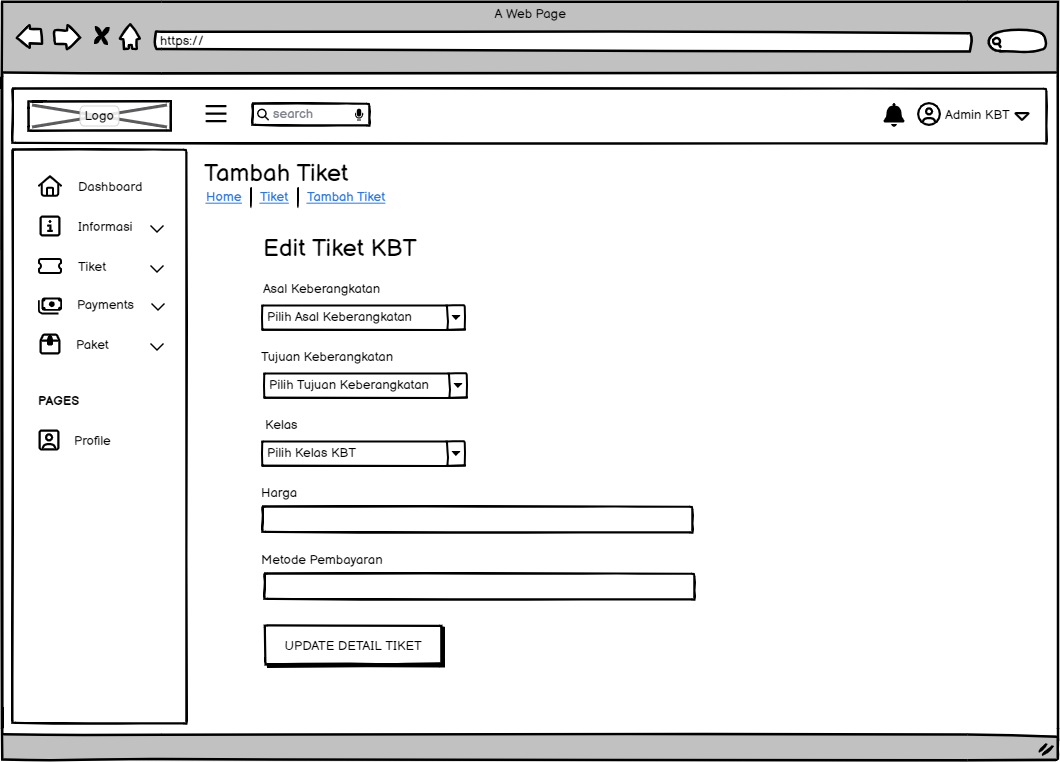 A Web Page
https://
Logo
search
Admin KBT
Dashboard
Informasi
Tiket
Payments
Paket
PAGES
Profile
Tambah Tiket
Home | Tiket | Tambah Tiket
Edit Tiket KBT
Asal Keberangkatan
Pilih Asal Keberangkatan
Tujuan Keberangkatan
Pilih Tujuan Keberangkatan
Kelas
Pilih Kelas KBT
Harga
Metode Pembayaran
UPDATE DETAIL TIKET